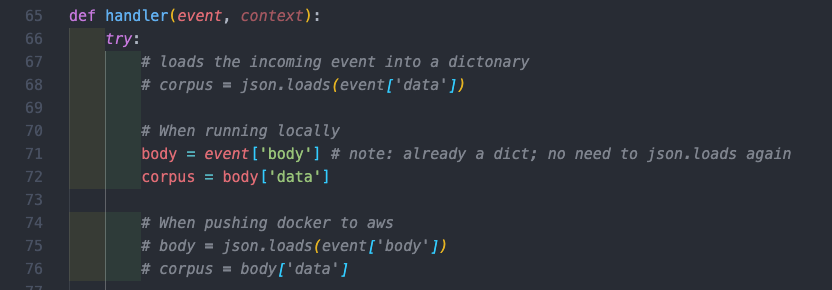 65 def handler(event, context):
66 try:
67 # loads the incoming event into a dictonary
68 # corpus = json.loads(event['data'])
69
70 # When running locally
71 body = event['body'] # note: already a dict; no need to json.loads again
72 corpus = body['data']
73
74 # When pushing docker to aws
75 # body = json.loads(event['body'])
76 # corpus = body['data']